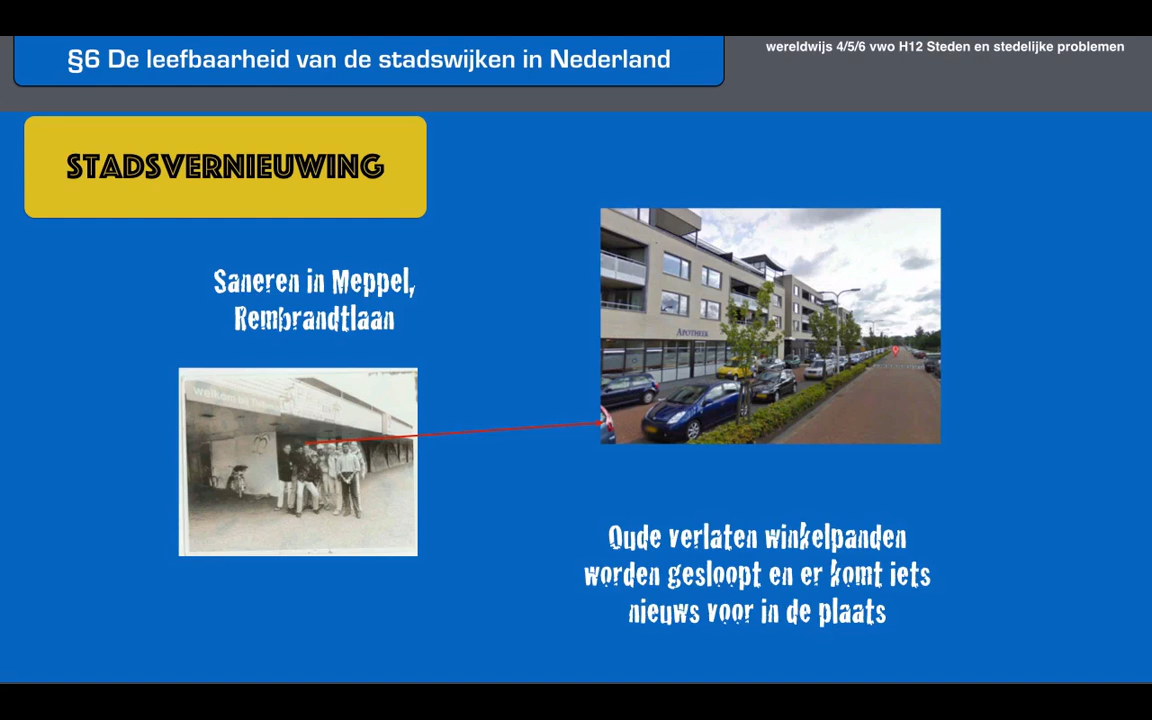 §6 De leefbaarheid van de stadswijken in Nederland
wereldwijs 4/5/6 vwo H12 Steden en stedelijke problemen
STADSVERNIEUWING
Saneren in Meppel,
Rembrandtlaan
welkom bij
APOTHEEK
Oude verlaten winkelpanden
worden gesloopt en er komt iets
nieuws voor in de plaats